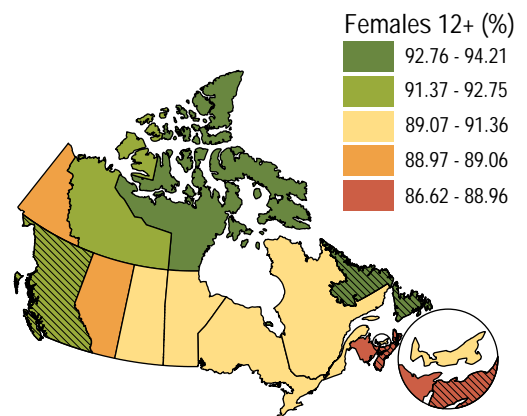 Females 12+ (%)
92.76 - 94.21
91.37 - 92.75
89.07 - 91.36
88.97 - 89.06
86.62 - 88.96